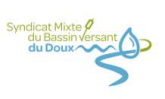 Syndicat Mixte
du Bassin versant
du Doux